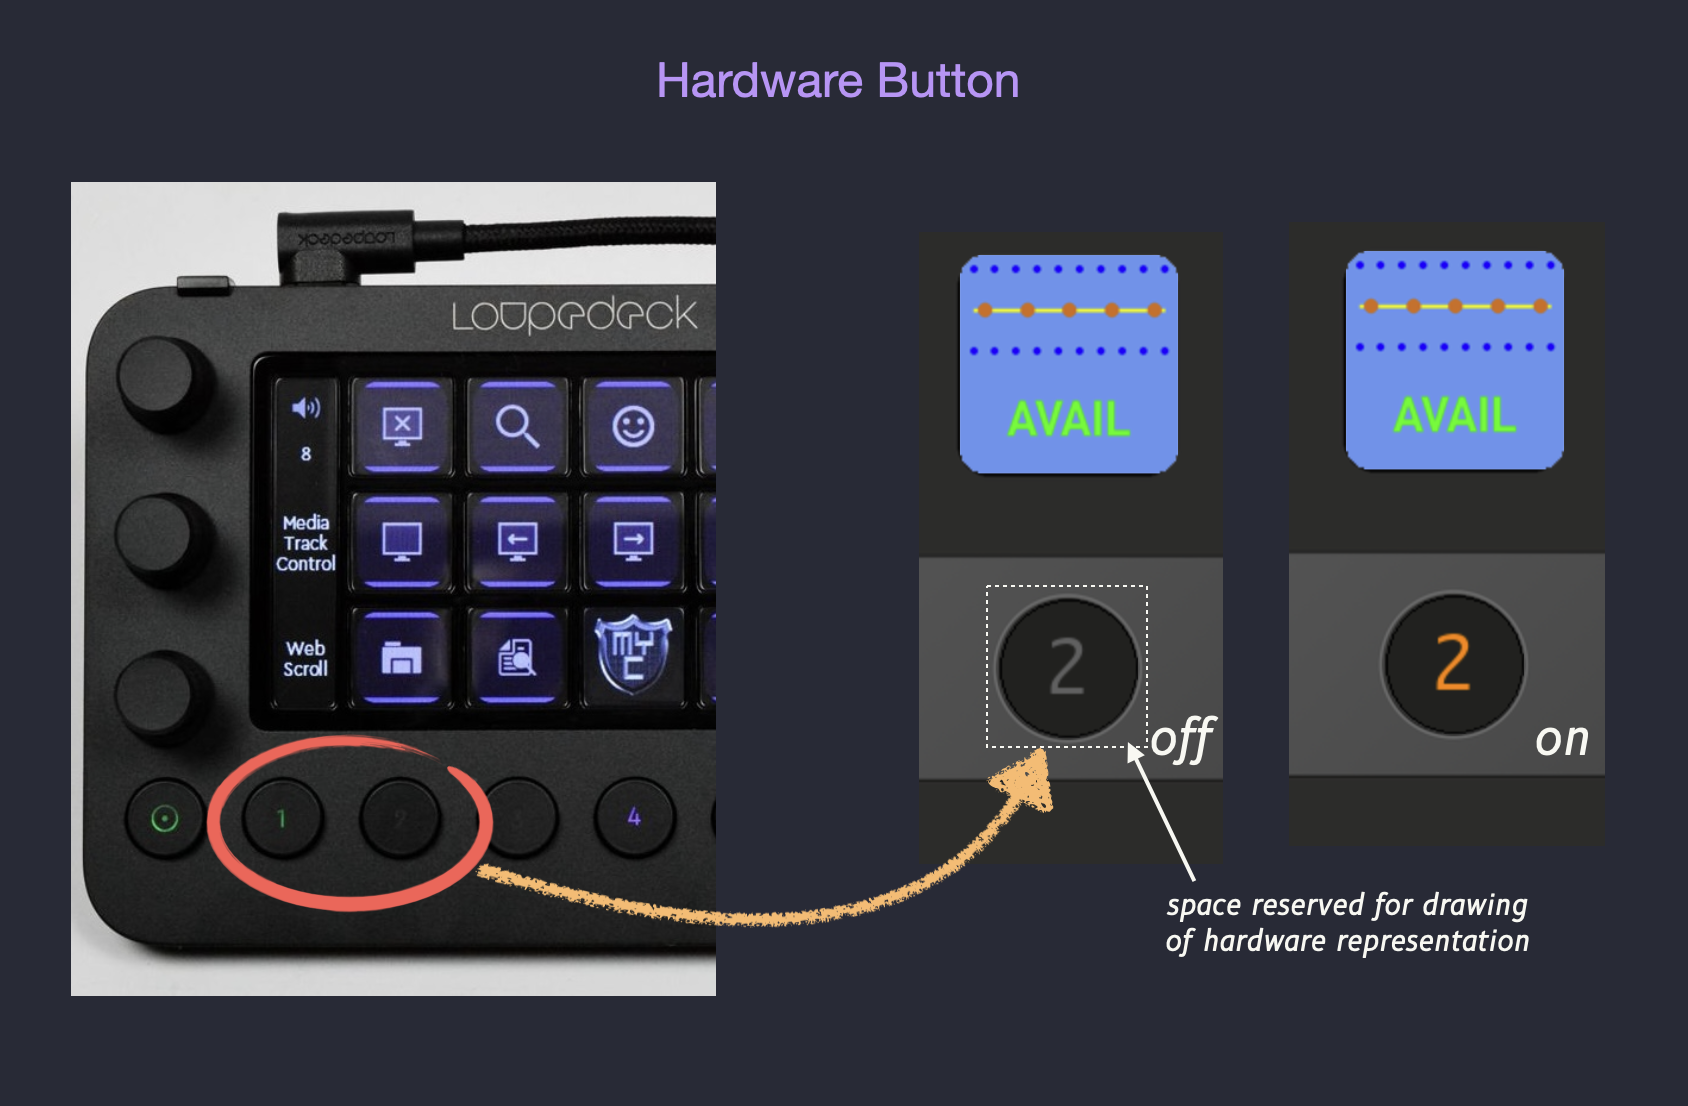 Hardware Button
Loupedeck
Loupedeck
8
Media
Track
Control
Web
Scroll
MYC
1
2
4
AVAIL
2
off
AVAIL
2
on
space reserved for drawing
of hardware representation